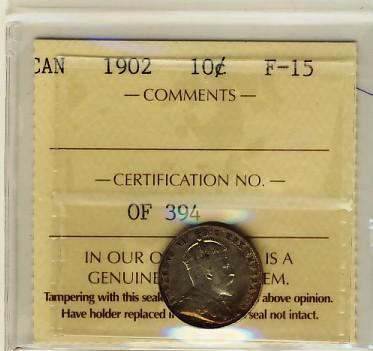 CAN 1902 10¢ F-15
— COMMENTS —
— CERTIFICATION NO. —
OF 394
IN OUR O IS A
GENUINE EM.
Tampering with this seal above opinion.
Have holder replaced i seal not intact.